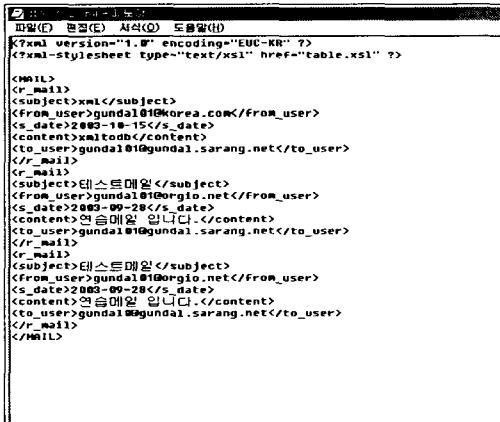 파일(F) 편집(E) 서식(O) 도움말(H)
<?xml version="1.0" encoding="EUC-KR" ?>
<?xml-stylesheet type="text/xsl" href="table.xsl" ?>
<MAIL>
<r_mail>
<subject>xml</subject>
<from_user>gundal01@korea.com</from_user>
<s_date>2003-10-15</s_date>
<content>xmltodb</content>
<to_user>gundal01@gundal.sarang.net</to_user>
</r_mail>
<r_mail>
<subject>테스트메일</subject>
<from_user>gundal01@orgio.net</from_user>
<s_date>2003-09-28</s_date>
<content>연습메일 입니다.</content>
<to_user>gundal01@gundal.sarang.net</to_user>
</r_mail>
<r_mail>
<subject>테스트메일</subject>
<from_user>gundal01@orgio.net</from_user>
<s_date>2003-09-28</s_date>
<content>연습메일 입니다.</content>
<to_user>gundal@gundal.sarang.net</to_user>
</r_mail>
</MAIL>